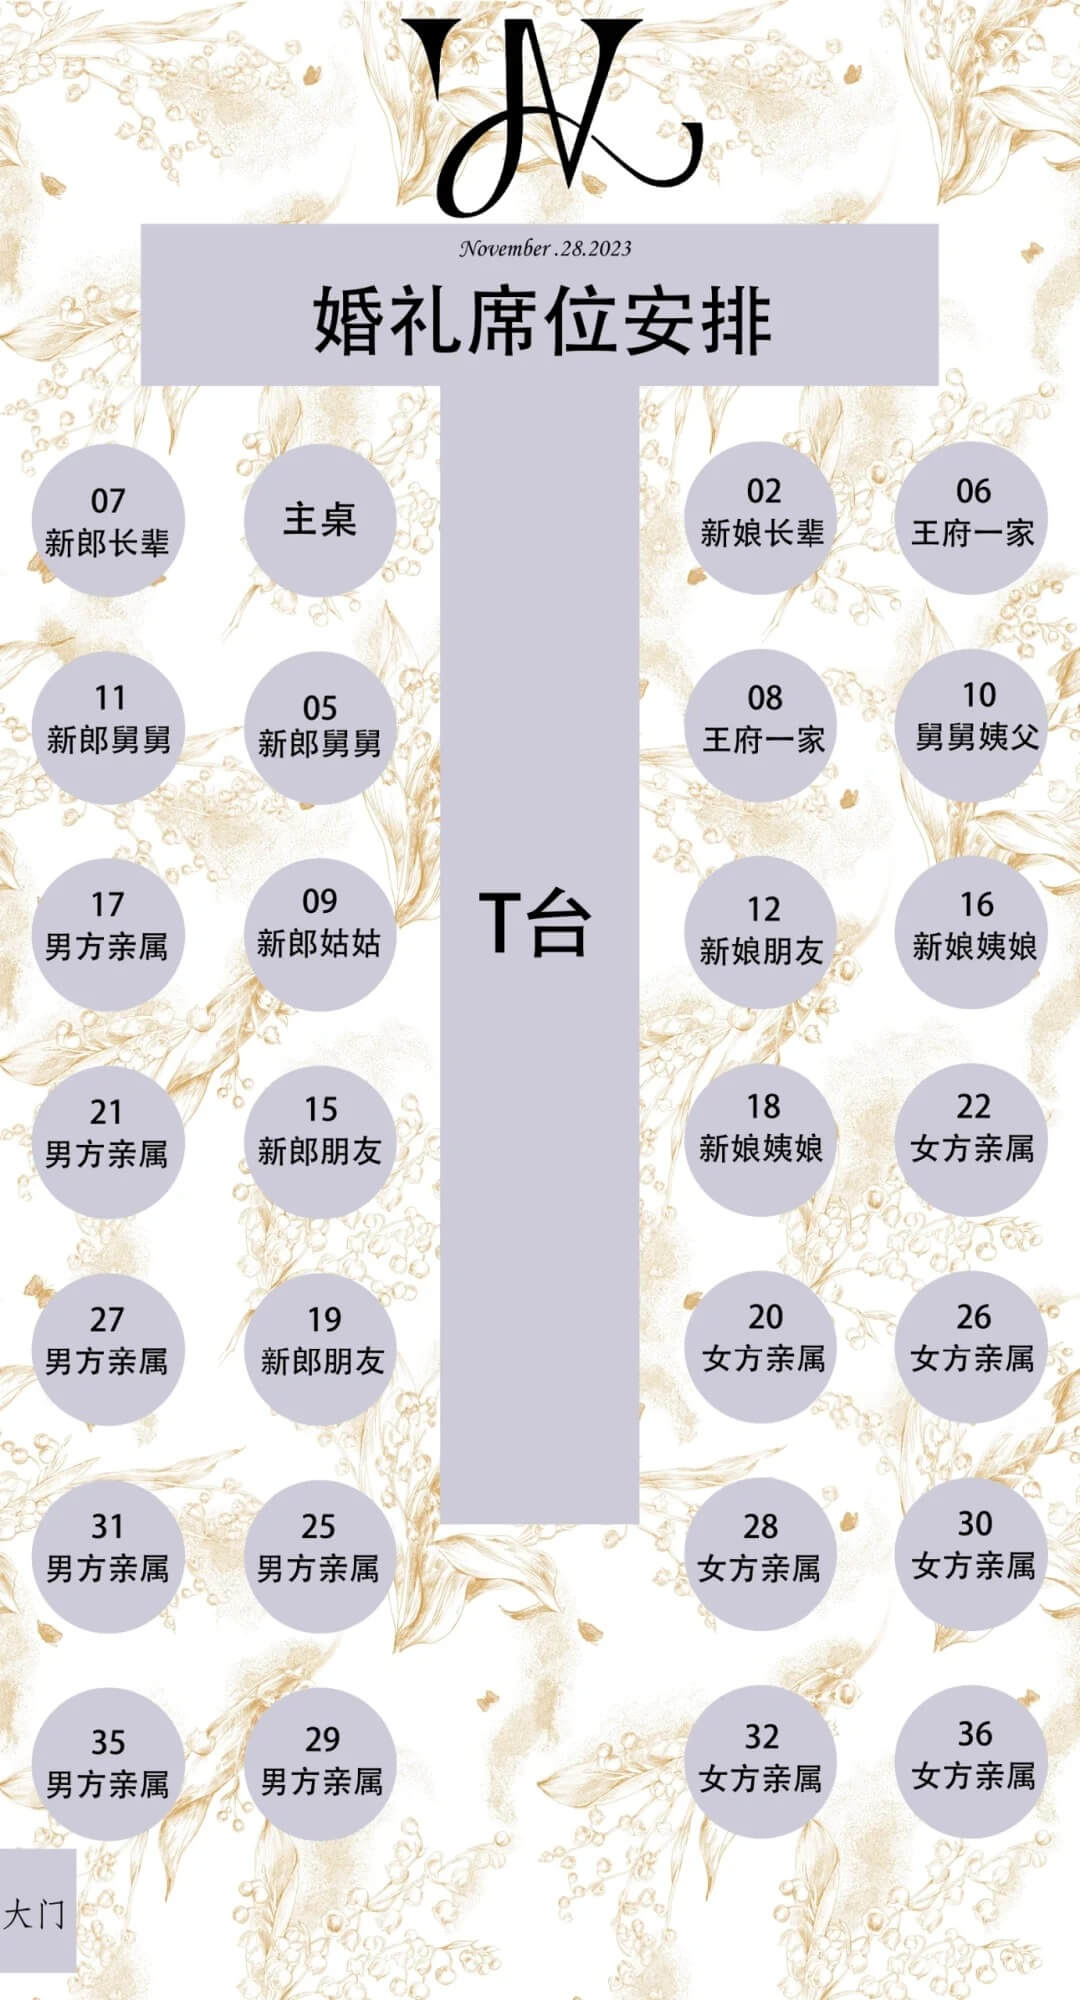 November .28.2023
婚礼席位安排
07
新郎长辈
主桌
02
新娘长辈
06
王府一家
11
新郎舅舅
05
新郎舅舅
08
王府一家
10
舅舅姨父
17
男方亲属
09
新郎姑姑
T台
12
新娘朋友
16
新娘姨娘
21
男方亲属
15
新郎朋友
18
新娘姨娘
22
女方亲属
27
男方亲属
19
新郎朋友
20
女方亲属
26
女方亲属
31
男方亲属
25
男方亲属
28
女方亲属
30
女方亲属
35
男方亲属
29
男方亲属
32
女方亲属
36
女方亲属
大门